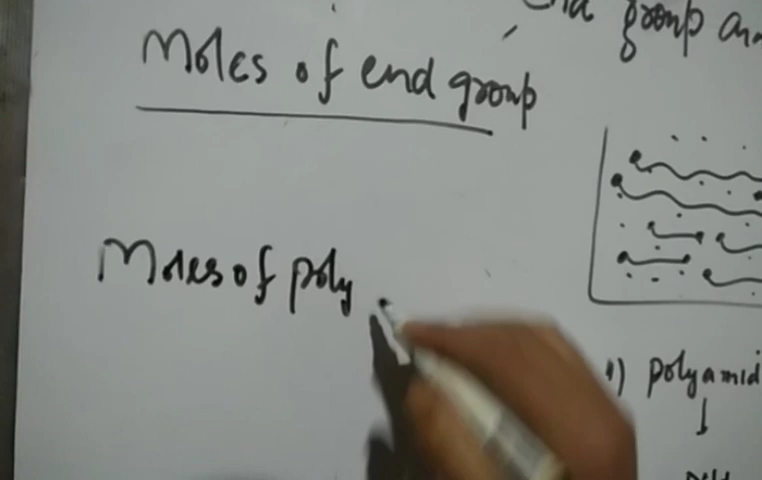 group an
Moles of end group
Moles of poly
1) polyamid